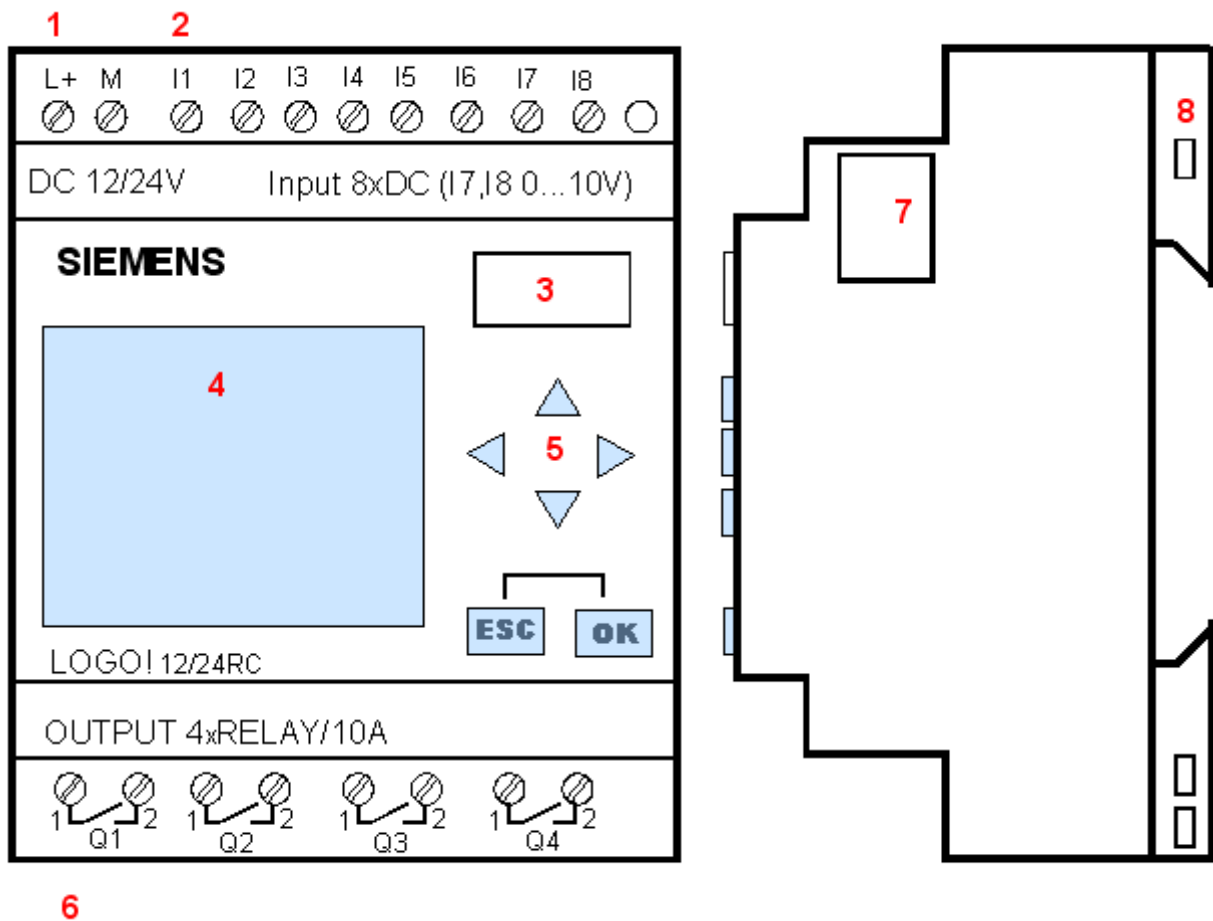 1 2
L+ M I1 I2 I3 I4 I5 I6 I7 I8
8
DC 12/24V Input 8xDC (I7,I8 0...10V)
7
SIEMENS
3
4
5
ESC OK
LOGO! 12/24RC
OUTPUT 4xRELAY/10A
1 2 1 2 1 2 1 2
Q1 Q2 Q3 Q4
6